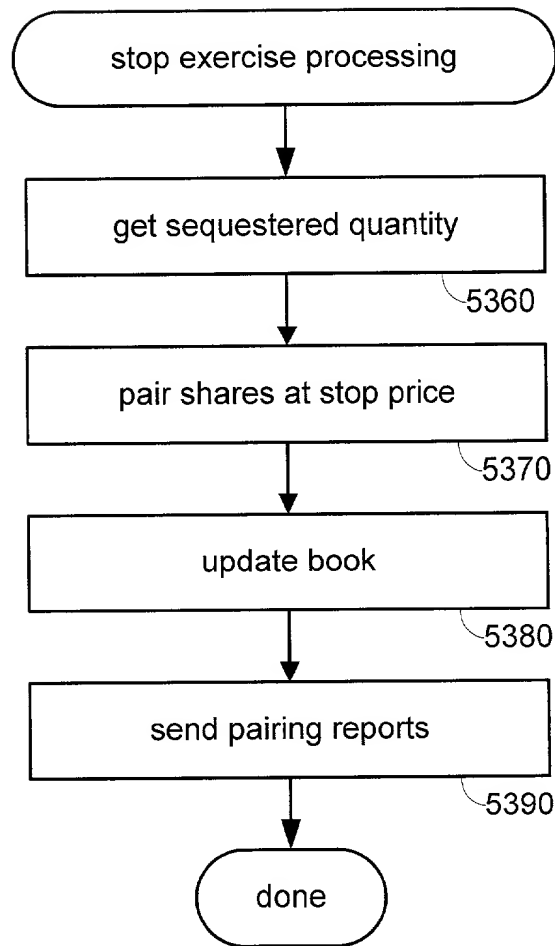 stop exercise processing
get sequestered quantity
5360
pair shares at stop price
5370
update book
5380
send pairing reports
5390
done